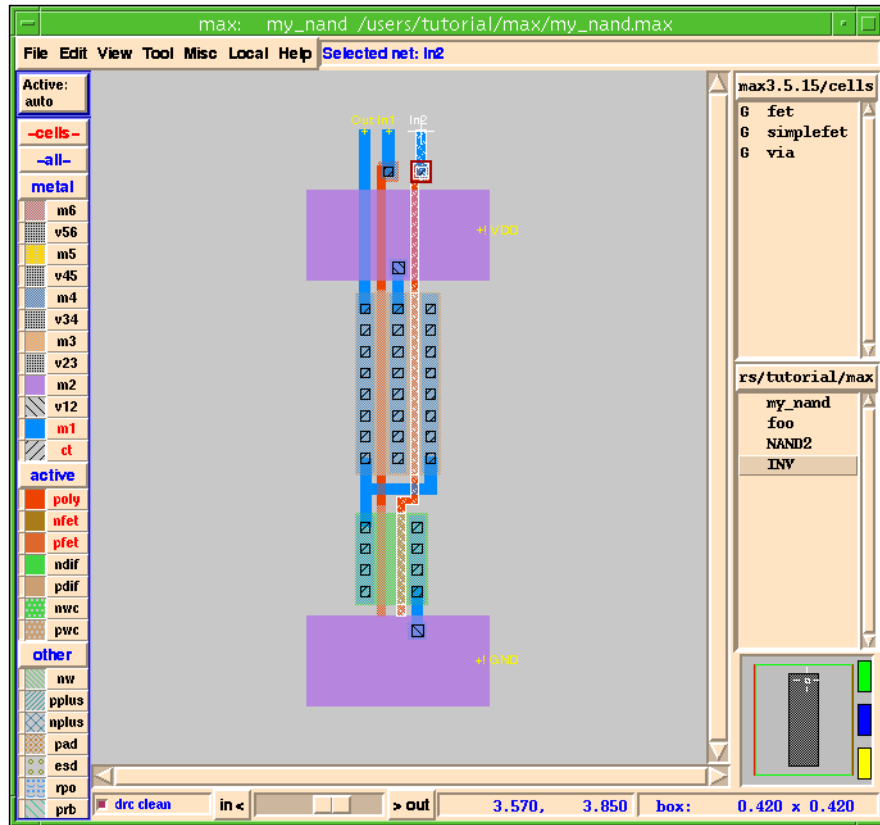 max: my_nand /users/tutorial/max/my_nand.max
File Edit View Tool Misc Local Help Selected net: In2
Active:
auto
-cells-
-all-
metal
m6
v56
m5
v45
m4
v34
m3
v23
m2
v12
m1
ct
active
poly
nfet
pfet
ndif
pdif
nwc
pwc
other
nw
pplus
nplus
pad
esd
rpo
prb
Out In1 In2
+! VDD
+! GND
max3.5.15/cells
G fet
G simplefet
G via
rs/tutorial/max
my_nand
foo
NAND2
INV
drc clean in < > out 3.570, 3.850 box: 0.420 x 0.420